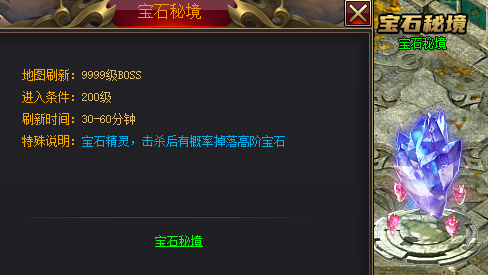 宝石秘境
地图刷新：9999级BOSS
进入条件：200级
刷新时间：30-60分钟
特殊说明：宝石精灵，击杀后有概率掉落高阶宝石
宝石秘境
宝石秘境
宝石秘境